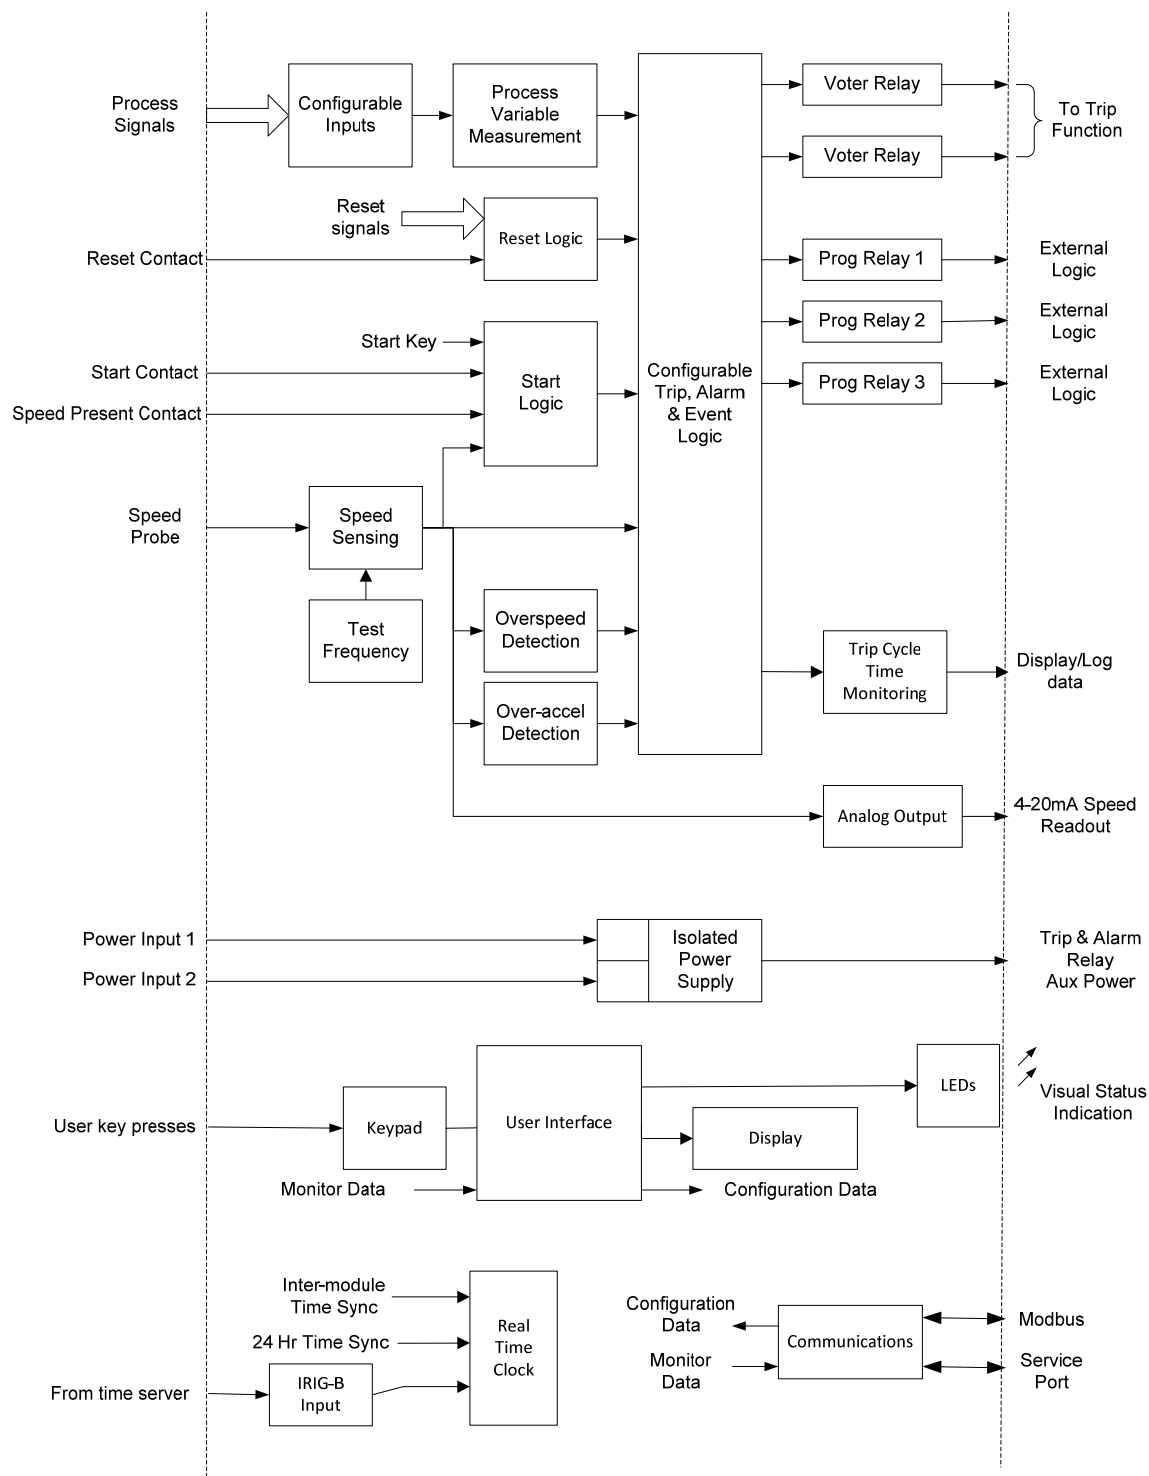 Process
Signals
Configurable
Inputs
Process
Variable
Measurement
Voter Relay
To Trip
Function
Voter Relay
Reset
signals
Reset Logic
Reset Contact
Prog Relay 1
External
Logic
Prog Relay 2
External
Logic
Prog Relay 3
External
Logic
Start Key
Start Contact
Speed Present Contact
Start
Logic
Configurable
Trip, Alarm
& Event
Logic
Speed
Probe
Speed
Sensing
Test
Frequency
Overspeed
Detection
Over-accel
Detection
Trip Cycle
Time
Monitoring
Display/Log
data
Analog Output
4-20mA Speed
Readout
Power Input 1
Power Input 2
Isolated
Power
Supply
Trip & Alarm
Relay
Aux Power
User key presses
Keypad
User Interface
LEDs
Visual Status
Indication
Display
Monitor Data
Configuration Data
Inter-module
Time Sync
24 Hr Time Sync
From time server
IRIG-B
Input
Real
Time
Clock
Configuration
Data
Monitor
Data
Communications
Modbus
Service
Port